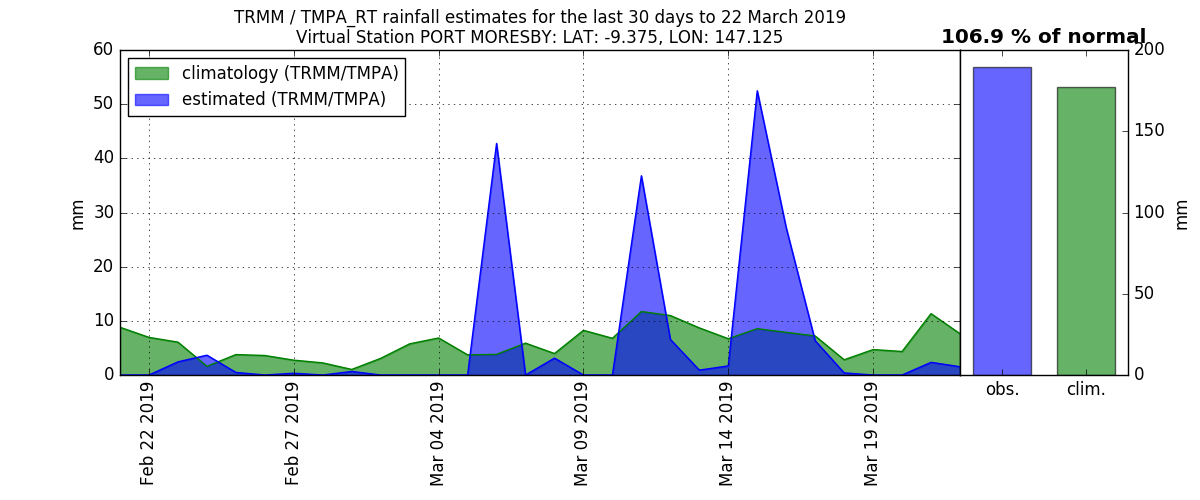 TRMM / TMPA_RT rainfall estimates for the last 30 days to 22 March 2019
Virtual Station PORT MORESBY: LAT: -9.375, LON: 147.125
106.9 % of normal
climatology (TRMM/TMPA)
estimated (TRMM/TMPA)
60
50
40
30
20
10
0
mm
Feb 22 2019
Feb 27 2019
Mar 04 2019
Mar 09 2019
Mar 14 2019
Mar 19 2019
obs.
clim.
200
150
100
50
0
mm